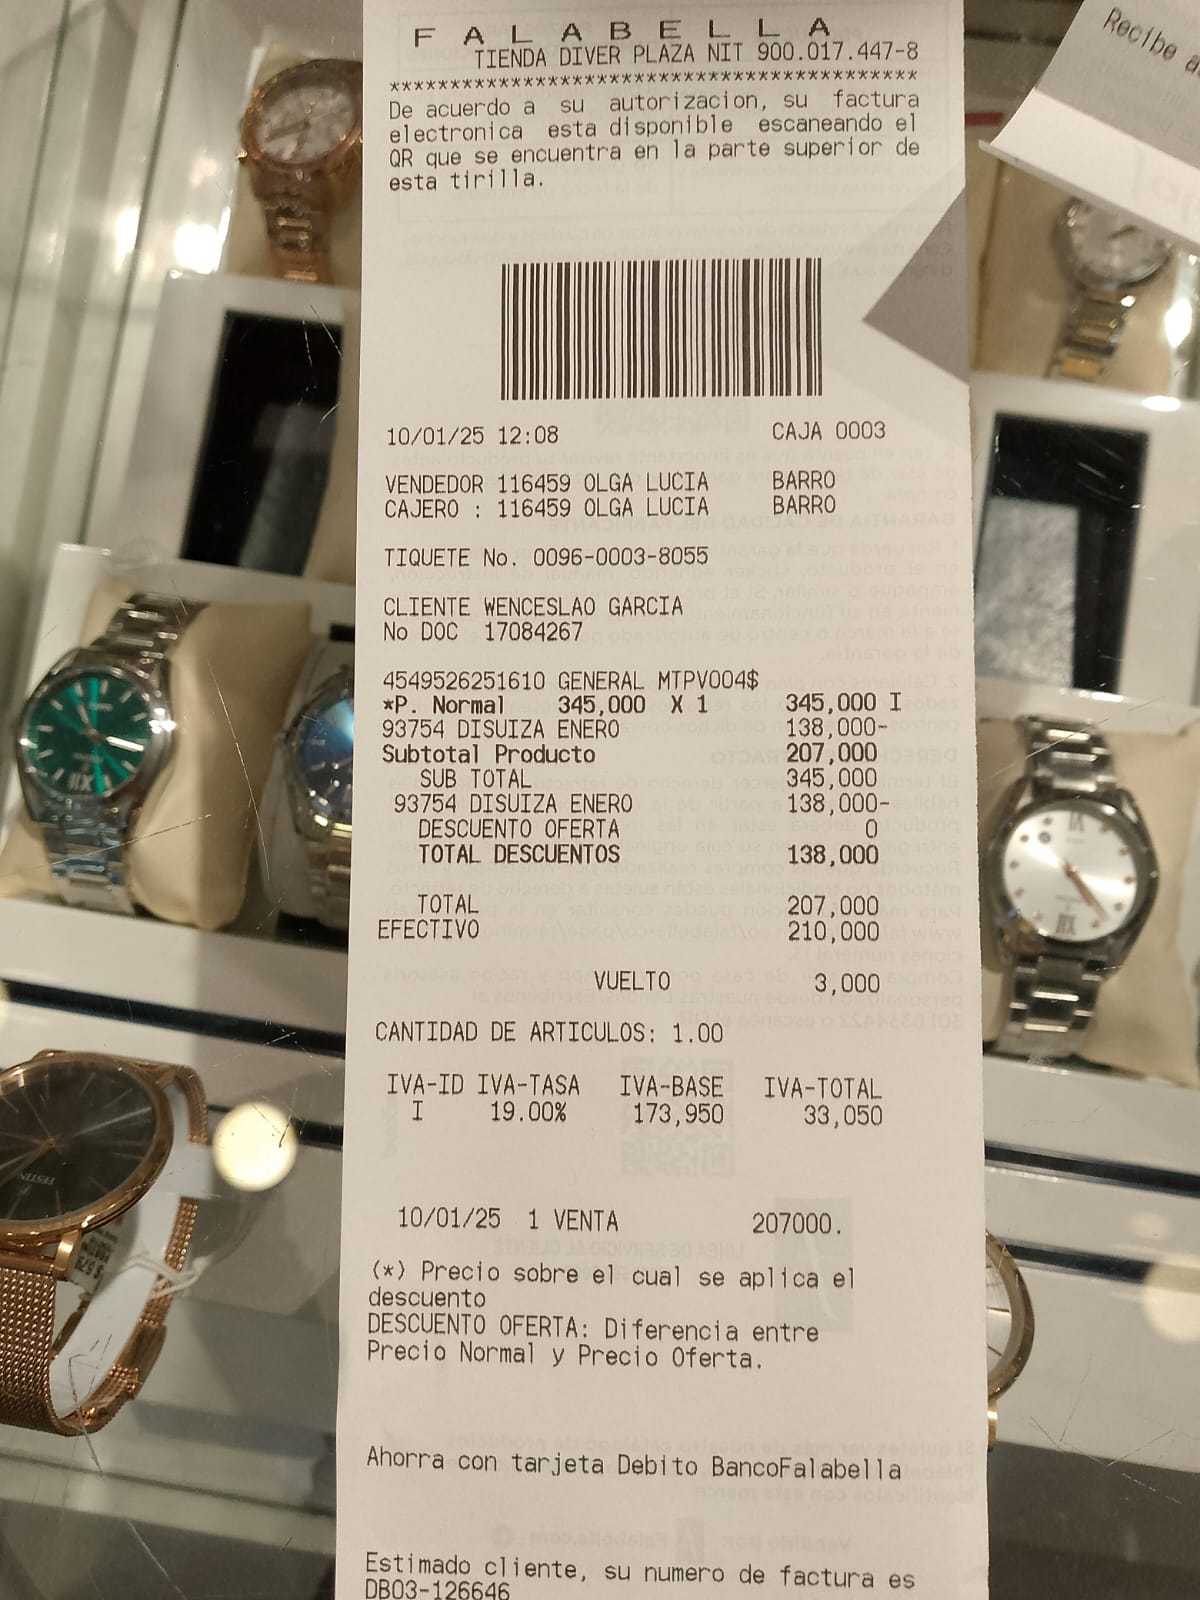 F A L A B E L L A
TIENDA DIVER PLAZA NIT 900.017.447-8
******************************************
De acuerdo a su autorizacion, su factura
electronica esta disponible escaneando el
QR que se encuentra en la parte superior de
esta tirilla.
10/01/25 12:08 CAJA 0003
VENDEDOR 116459 OLGA LUCIA BARRO
CAJERO : 116459 OLGA LUCIA BARRO
TIQUETE No. 0096-0003-8055
CLIENTE WENCESLAO GARCIA
No DOC 17084267
4549526251610 GENERAL MTPV004$
*P. Normal 345,000 X 1 345,000 I
93754 DISUIZA ENERO 138,000-
Subtotal Producto 207,000
SUB TOTAL 345,000
93754 DISUIZA ENERO 138,000-
DESCUENTO OFERTA 0
TOTAL DESCUENTOS 138,000
TOTAL 207,000
EFECTIVO 210,000
VUELTO 3,000
CANTIDAD DE ARTICULOS: 1.00
IVA-ID IVA-TASA IVA-BASE IVA-TOTAL
I 19.00% 173,950 33,050
10/01/25 1 VENTA 207000.
(*) Precio sobre el cual se aplica el
descuento
DESCUENTO OFERTA: Diferencia entre
Precio Normal y Precio Oferta.
Ahorra con tarjeta Debito BancoFalabella
Estimado cliente, su numero de factura es
DB03-126646
Recibe